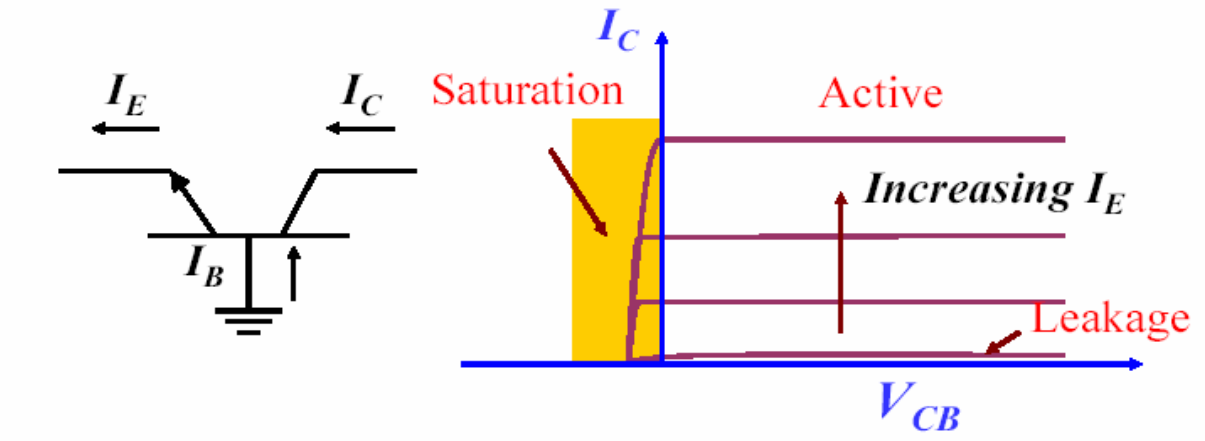 I_E
I_C
I_B
I_C
Saturation
Active
Increasing I_E
Leakage
V_CB